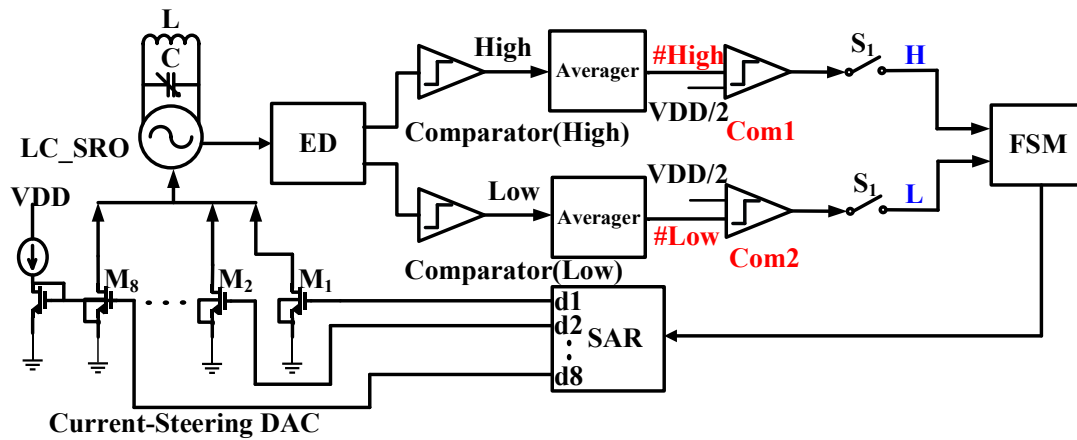 L
C
LC_SRO
VDD
ED
High
Comparator(High)
Averager
#High
VDD/2
Com1
S1
H
Low
Comparator(Low)
Averager
#Low
VDD/2
Com2
S1
L
FSM
M8
M2
M1
d1
d2
d8
SAR
Current-Steering DAC